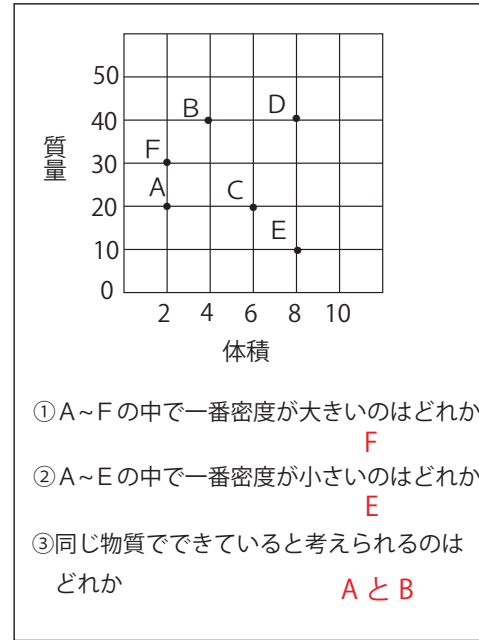 50
40
30
20
10
0
質量
B
D
F
A
C
E
2 4 6 8 10
体積
①A~Fの中で一番密度が大きいのはどれか
F
②A~Eの中で一番密度が小さいのはどれか
E
③同じ物質でできていると考えられるのは
どれか AとB